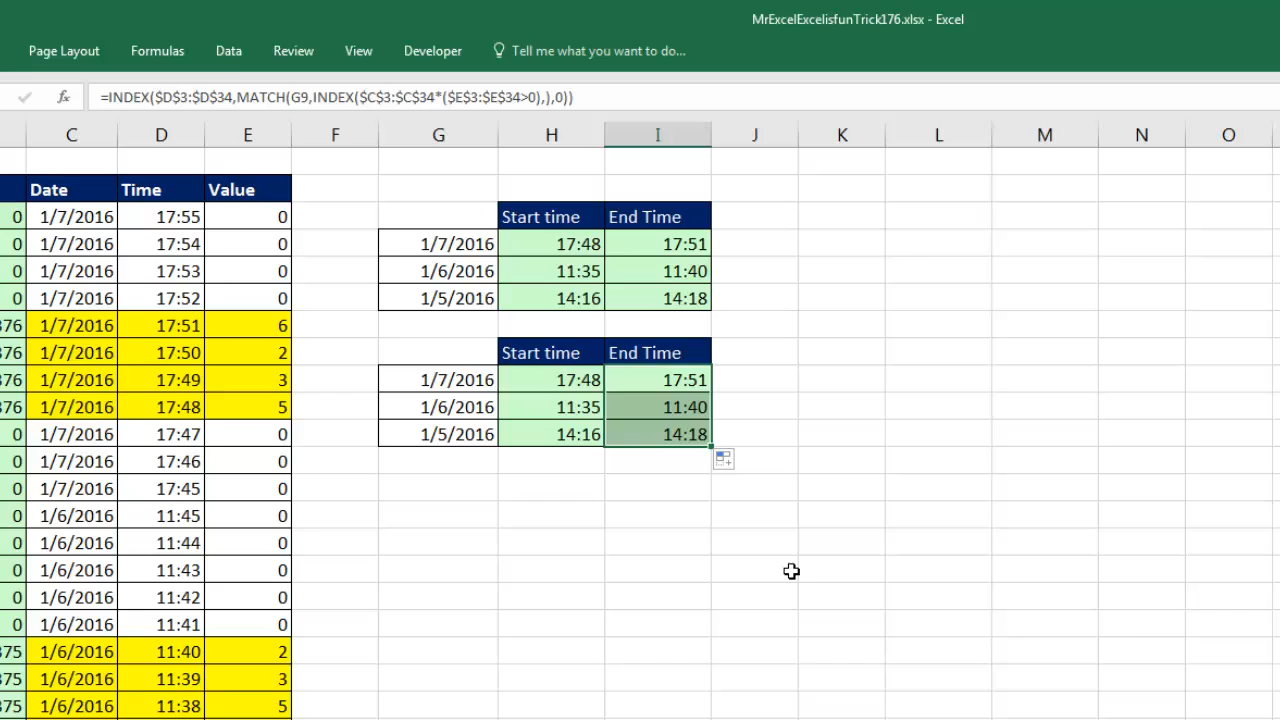 MrExcelExcelisfunTrick176.xlsx - Excel
Page Layout Formulas Data Review View Developer Tell me what you want to do...
fx =INDEX($D$3:$D$34,MATCH(G9,INDEX($C$3:$C$34*($E$3:$E$34>0),),0))
C D E F G H I J K L M N O
Date Time Value
0 1/7/2016 17:55 0 Start time End Time
0 1/7/2016 17:54 0 1/7/2016 17:48 17:51
0 1/7/2016 17:53 0 1/6/2016 11:35 11:40
0 1/7/2016 17:52 0 1/5/2016 14:16 14:18
376 1/7/2016 17:51 6
376 1/7/2016 17:50 2 Start time End Time
376 1/7/2016 17:49 3 1/7/2016 17:48 17:51
376 1/7/2016 17:48 5 1/6/2016 11:35 11:40
0 1/7/2016 17:47 0 1/5/2016 14:16 14:18
0 1/7/2016 17:46 0
0 1/7/2016 17:45 0
0 1/6/2016 11:45 0
0 1/6/2016 11:44 0
0 1/6/2016 11:43 0
0 1/6/2016 11:42 0
0 1/6/2016 11:41 0
375 1/6/2016 11:40 2
375 1/6/2016 11:39 3
375 1/6/2016 11:38 5